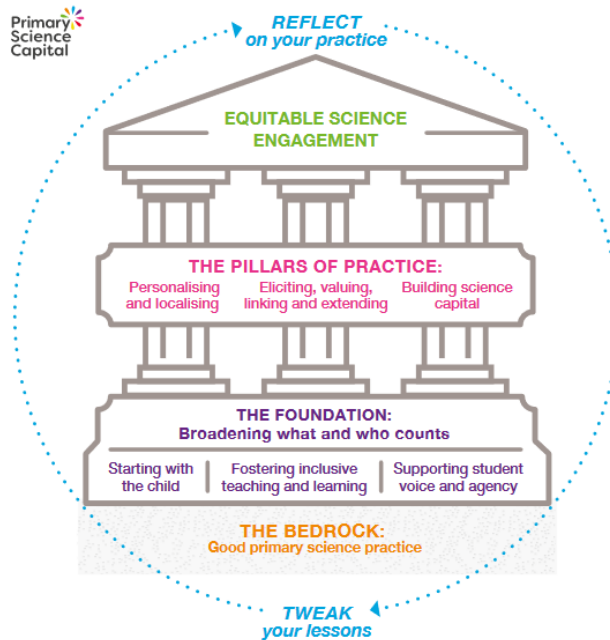 Primary
Science
Capital
REFLECT
on your practice
EQUITABLE SCIENCE
ENGAGEMENT
THE PILLARS OF PRACTICE:
Personalising
and localising
Eliciting, valuing,
linking and extending
Building science
capital
THE FOUNDATION:
Broadening what and who counts
Starting with
the child
Fostering inclusive
teaching and learning
Supporting student
voice and agency
THE BEDROCK:
Good primary science practice
TWEAK
your lessons